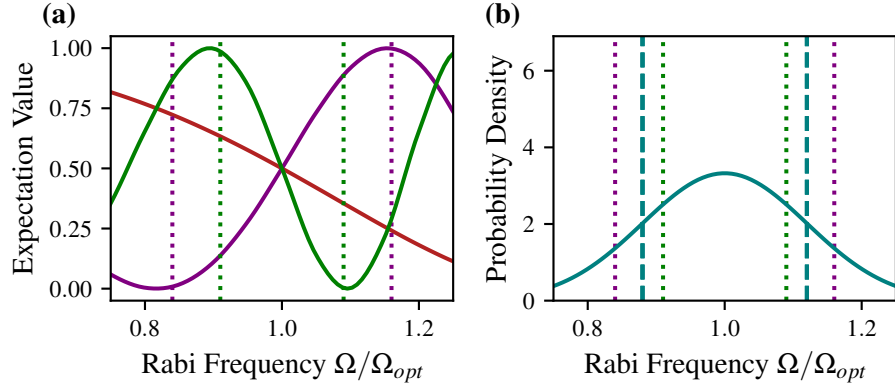 (a)
Expectation Value
1.00
0.75
0.50
0.25
0.00
0.8
1.0
1.2
Rabi Frequency Ω/Ω_opt
(b)
Probability Density
6
4
2
0
0.8
1.0
1.2
Rabi Frequency Ω/Ω_opt